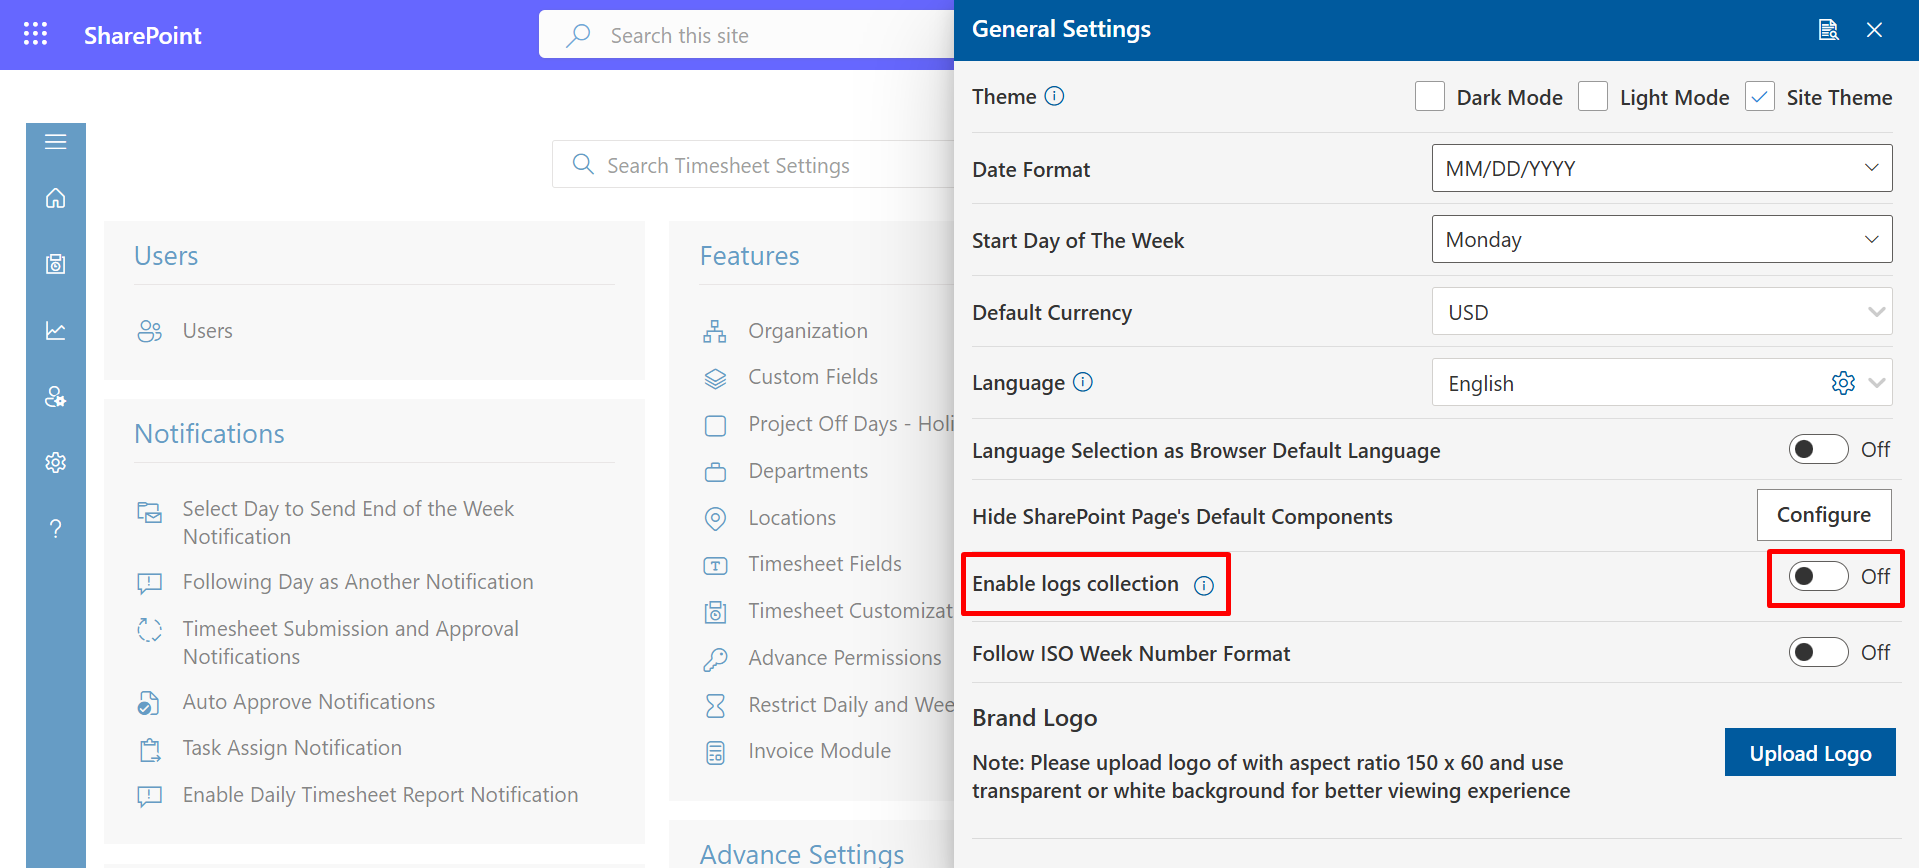 SharePoint
Search this site
Search Timesheet Settings
Users
Users
Notifications
Select Day to Send End of the Week
Notification
Following Day as Another Notification
Timesheet Submission and Approval
Notifications
Auto Approve Notifications
Task Assign Notification
Enable Daily Timesheet Report Notification
Features
Organization
Custom Fields
Project Off Days - Holi
Departments
Locations
Timesheet Fields
Timesheet Customizat
Advance Permissions
Restrict Daily and Wee
Invoice Module
Advance Settings
General Settings
Theme
Dark Mode
Light Mode
Site Theme
Date Format
MM/DD/YYYY
Start Day of The Week
Monday
Default Currency
USD
Language
English
Language Selection as Browser Default Language
Off
Hide SharePoint Page's Default Components
Configure
Enable logs collection
Off
Follow ISO Week Number Format
Off
Brand Logo
Note: Please upload logo of with aspect ratio 150 x 60 and use
transparent or white background for better viewing experience
Upload Logo